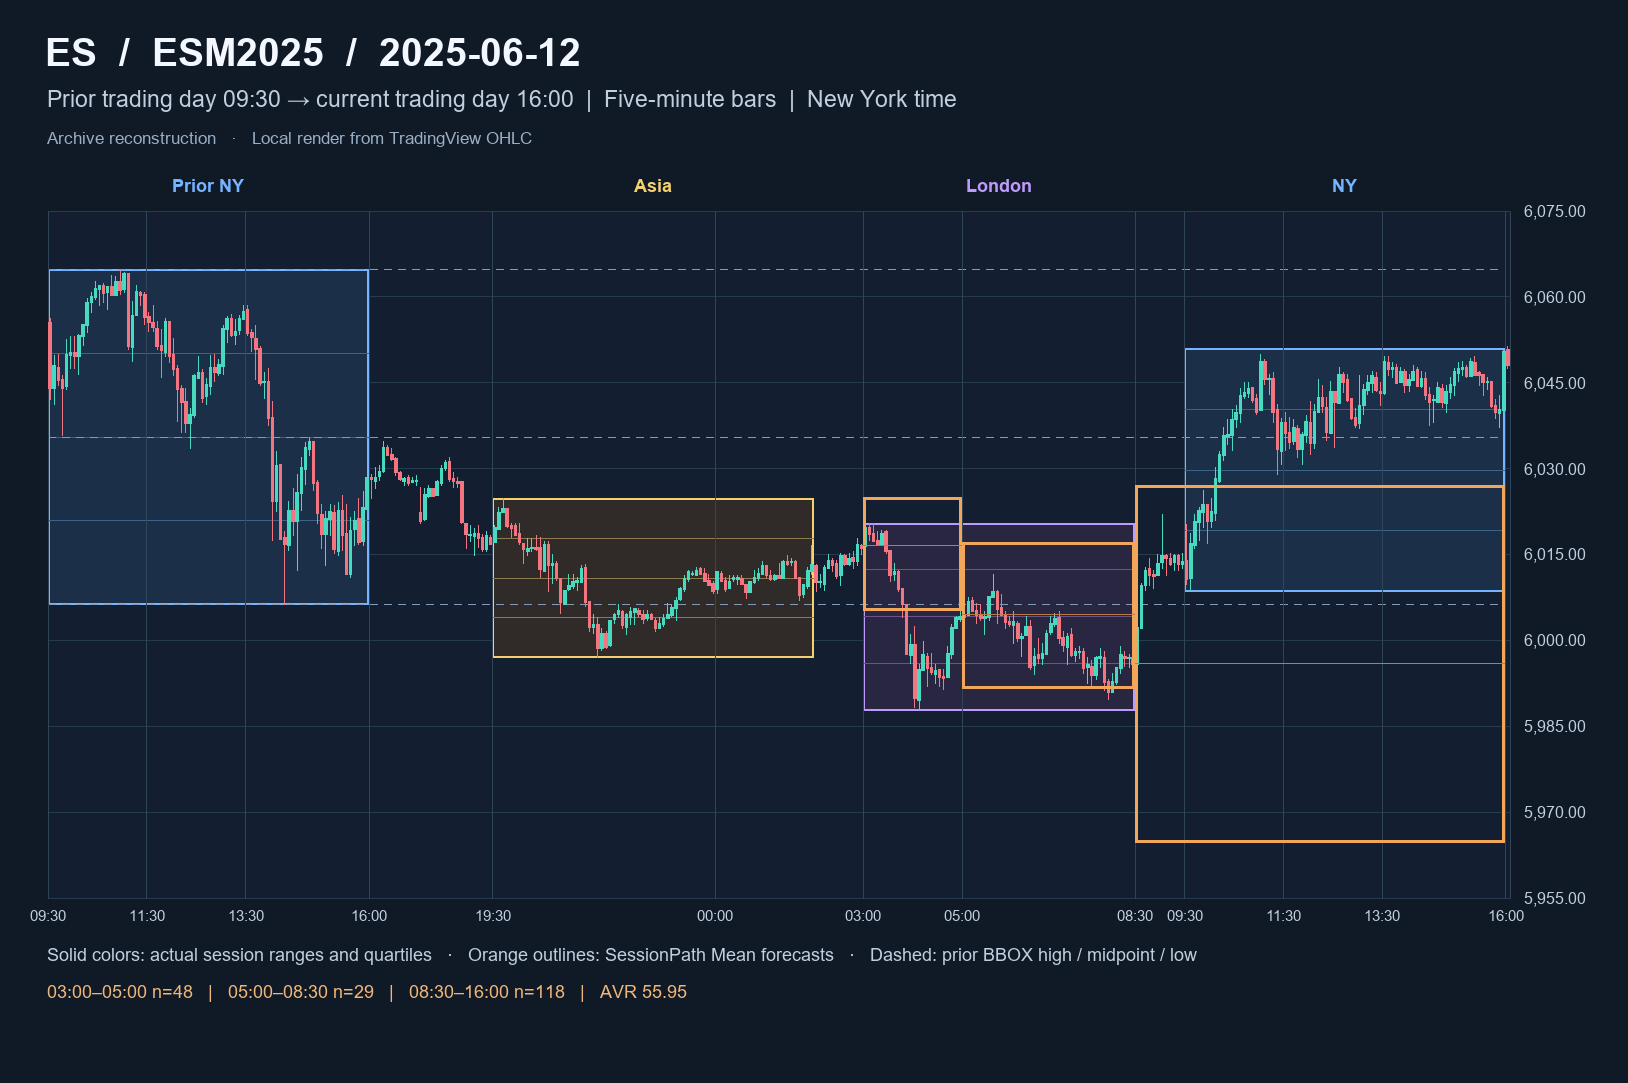 ES / ESM2025 / 2025-06-12
Prior trading day 09:30 → current trading day 16:00 | Five-minute bars | New York time
Archive reconstruction · Local render from TradingView OHLC
Prior NY Asia London NY
6,075.00
6,060.00
6,045.00
6,030.00
6,015.00
6,000.00
5,985.00
5,970.00
5,955.00
09:30 11:30 13:30 16:00 19:30 00:00 03:00 05:00 08:30 09:30 11:30 13:30 16:00
Solid colors: actual session ranges and quartiles · Orange outlines: SessionPath Mean forecasts · Dashed: prior BBOX high / midpoint / low
03:00–05:00 n=48 | 05:00–08:30 n=29 | 08:30–16:00 n=118 | AVR 55.95